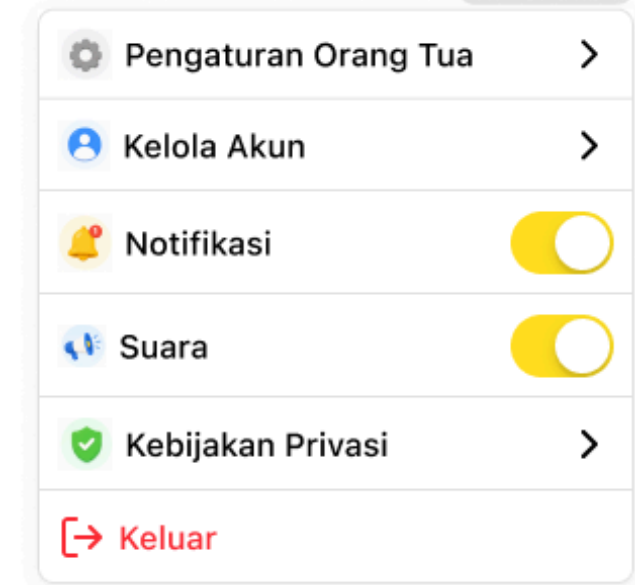 Pengaturan Orang Tua
Kelola Akun
Notifikasi
Suara
Kebijakan Privasi
Keluar